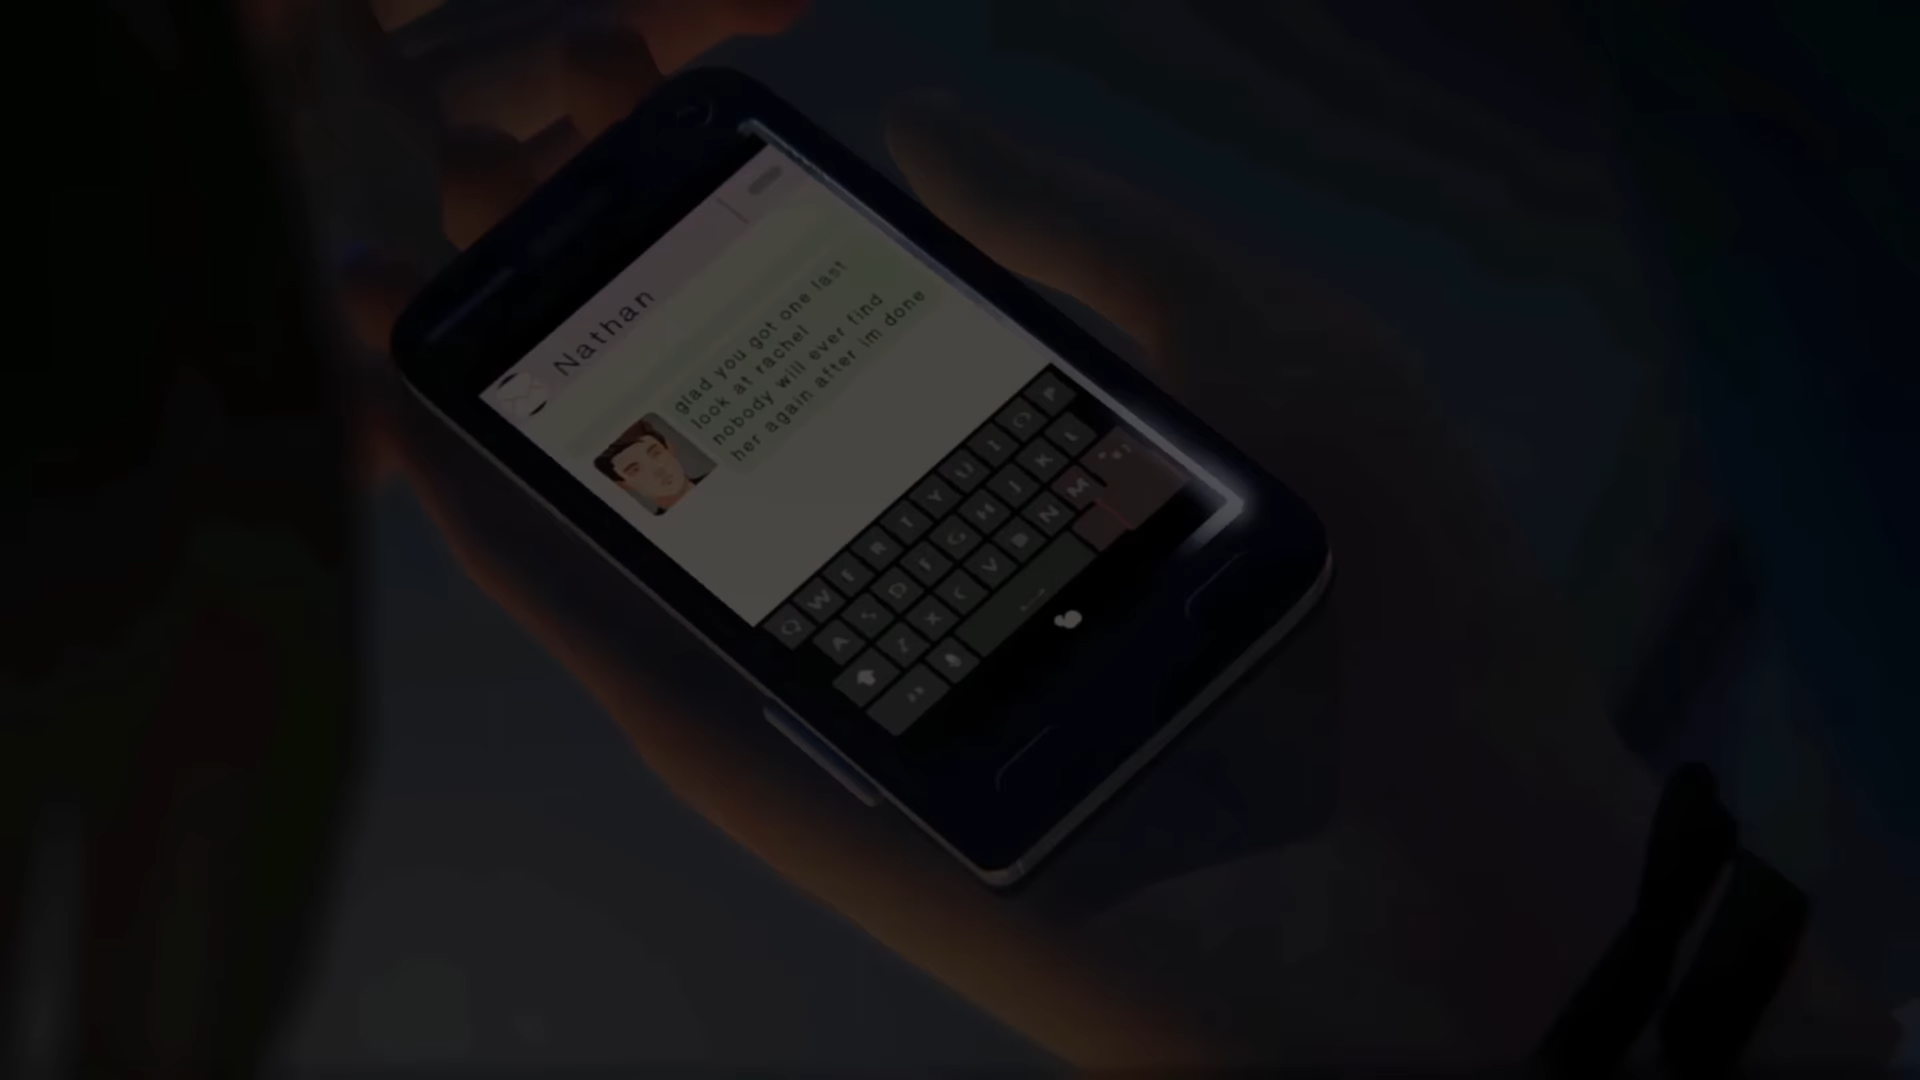 Nathan
glad you got one last
look at rachel
nobody will ever find
her again after im done
Q W E R T Y U I O P
A S D F G H J K L
Z X C V B N M